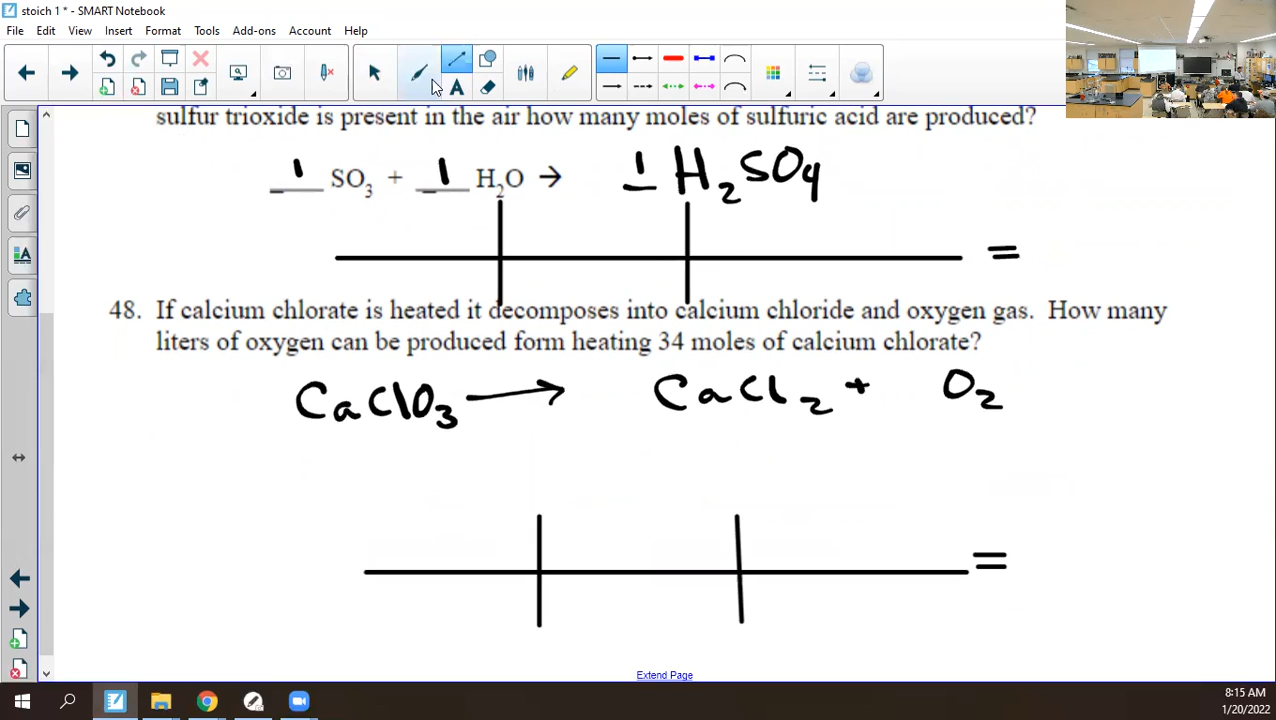 stoich 1 * - SMART Notebook
File Edit View Insert Format Tools Add-ons Account Help
sulfur trioxide is present in the air how many moles of sulfuric acid are produced?
1 SO3 + 1 H2O → 1 H2SO4
=
48. If calcium chlorate is heated it decomposes into calcium chloride and oxygen gas. How many
liters of oxygen can be produced form heating 34 moles of calcium chlorate?
CaClO3 → CaCl2 + O2
=
Extend Page
8:15 AM
1/20/2022